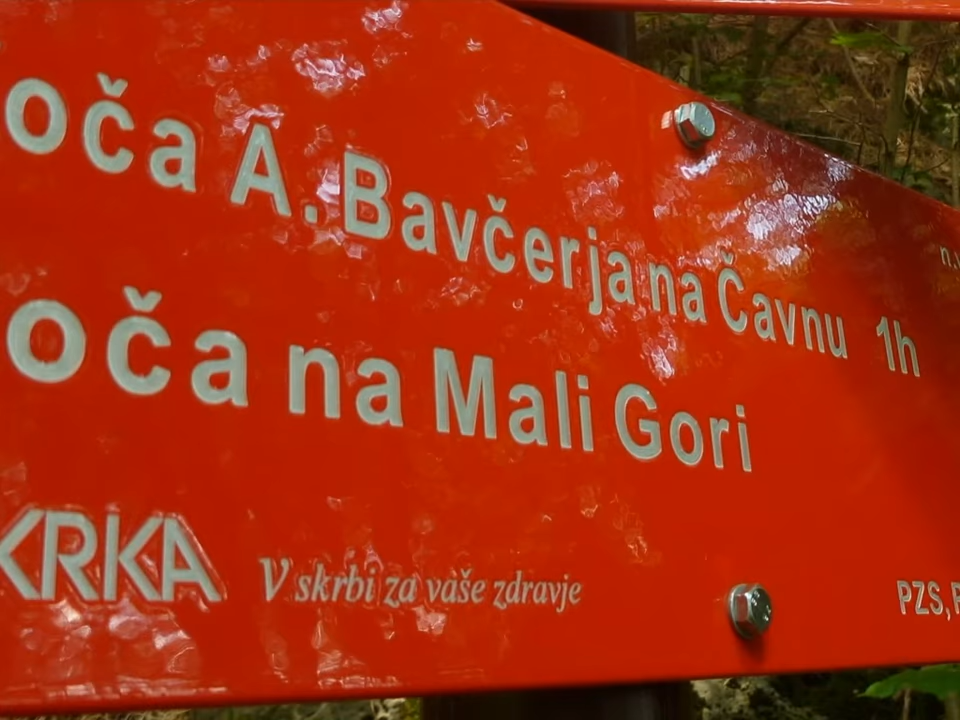 oča A. Bavčerja na Čavnu 1h
oča na Mali Gori
KRKA V skrbi za vaše zdravje
PZS,